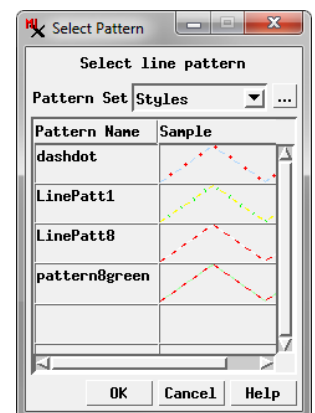 Select Pattern
Select line pattern
Pattern Set Styles ...
Pattern Name Sample
dashdot
LinePatt1
LinePatt8
pattern8green
OK Cancel Help